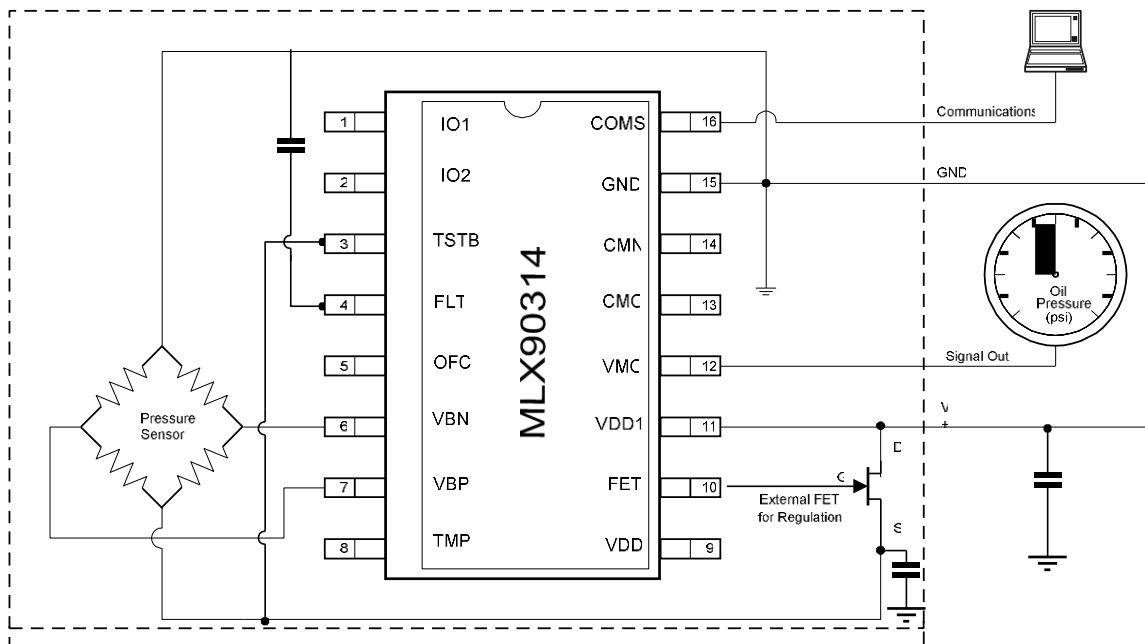 1
IO1
COMS
16
Communications
2
IO2
GND
15
GND
3
TSTB
CMN
14
4
FLT
CMO
13
Oil
Pressure
(psi)
5
OFC
VMO
12
Signal Out
Pressure
Sensor
6
VBN
VDD1
11
V
+
D
7
VBP
FET
10
G
External FET
for Regulation
S
8
TMP
VDD
9
MLX90314